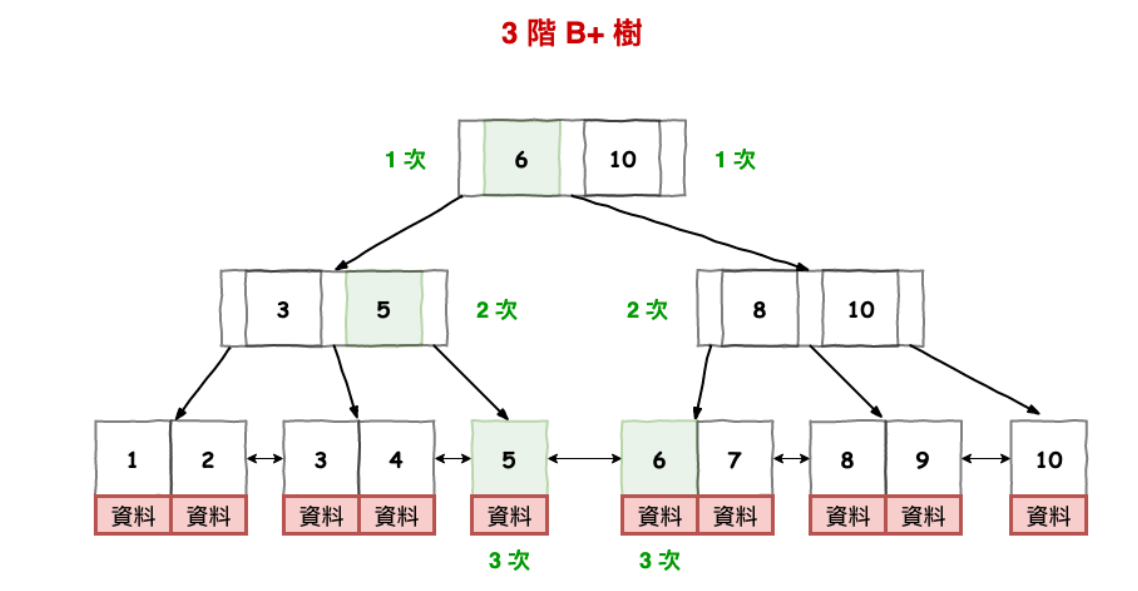 3 階 B+ 樹
1 次 6 10 1 次
3 5 2 次 2 次 8 10
1 2 3 4 5 6 7 8 9 10
資料 資料 資料 資料 資料 資料 資料 資料 資料 資料
3 次 3 次